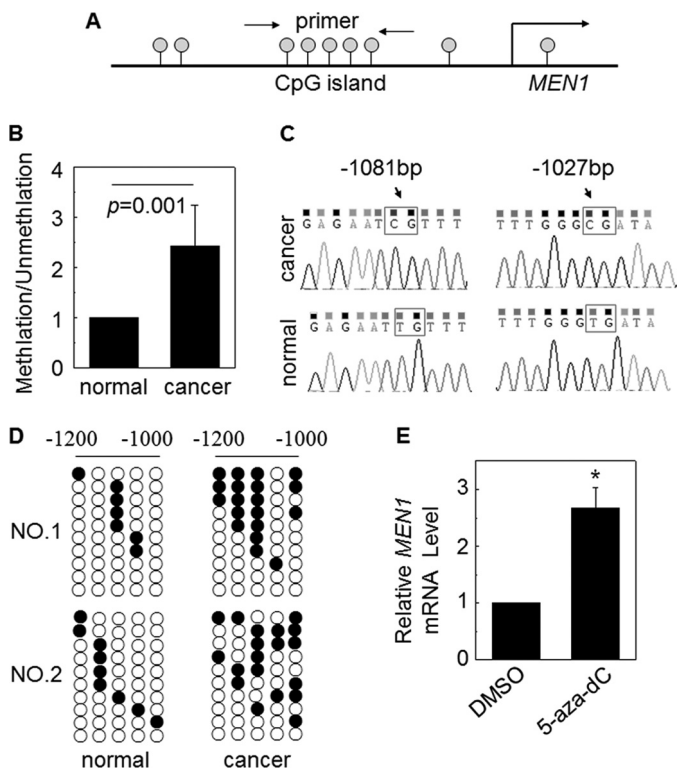 A
primer
CpG island
MEN1
B
Methlation/Unmethlation
4
3
2
1
0
p=0.001
normal
cancer
C
-1081bp
-1027bp
cancer
G A G A A T C G T T T
T T T G G G C G A T A
normal
G A G A A T T G T T T
T T T G G G T G A T A
D
-1200
-1000
-1200
-1000
NO.1
NO.2
normal
cancer
E
Relative MEN1
mRNA Level
3
2
1
0
*
DMSO
5-aza-dC